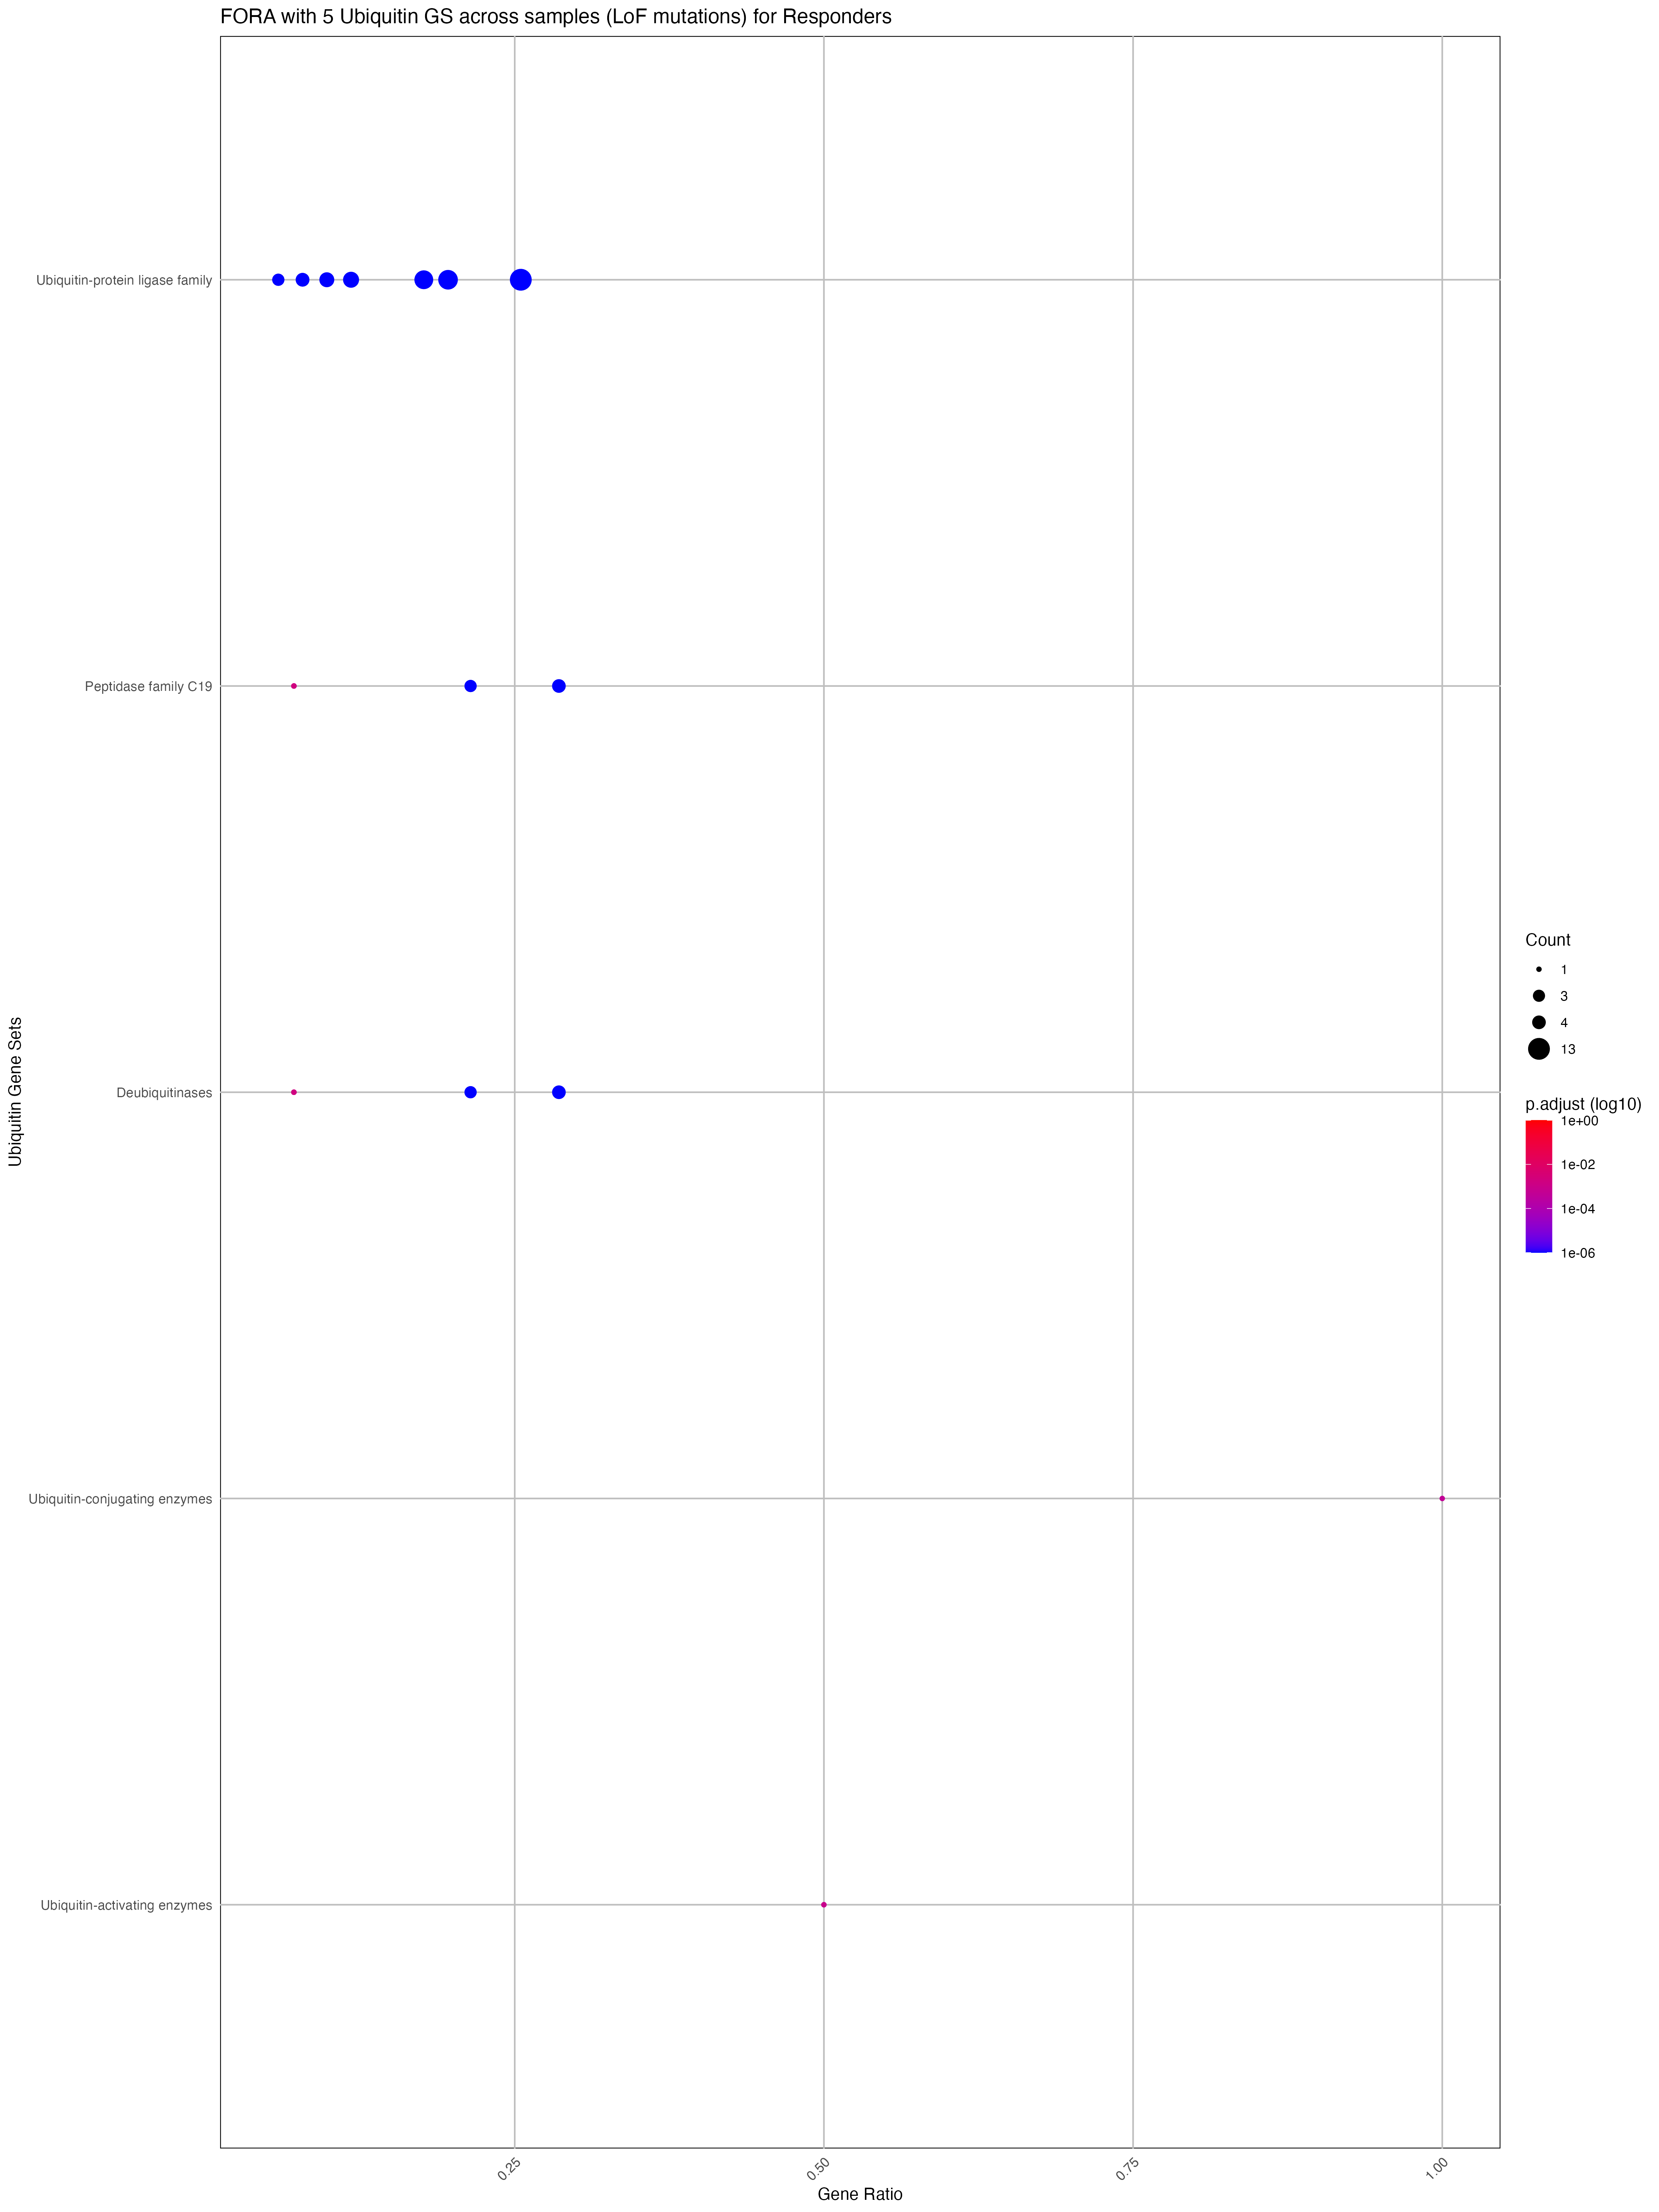 FORA with 5 Ubiquitin GS across samples (LoF mutations) for Responders
Ubiquitin Gene Sets
Ubiquitin-protein ligase family
Peptidase family C19
Deubiquitinases
Ubiquitin-conjugating enzymes
Ubiquitin-activating enzymes
0.25
0.50
0.75
1.00
Gene Ratio
Count
1
3
4
13
p.adjust (log10)
1e+00
1e-02
1e-04
1e-06